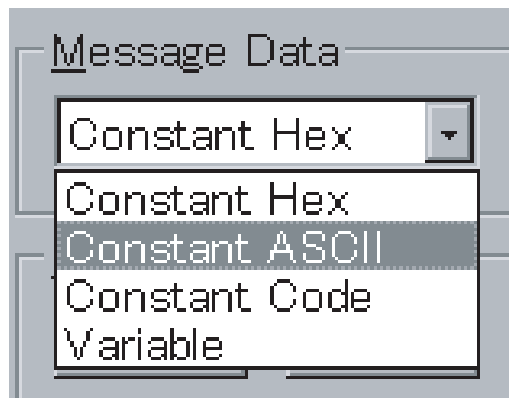 Message Data
Constant Hex
Constant Hex
Constant ASCII
Constant Code
Variable